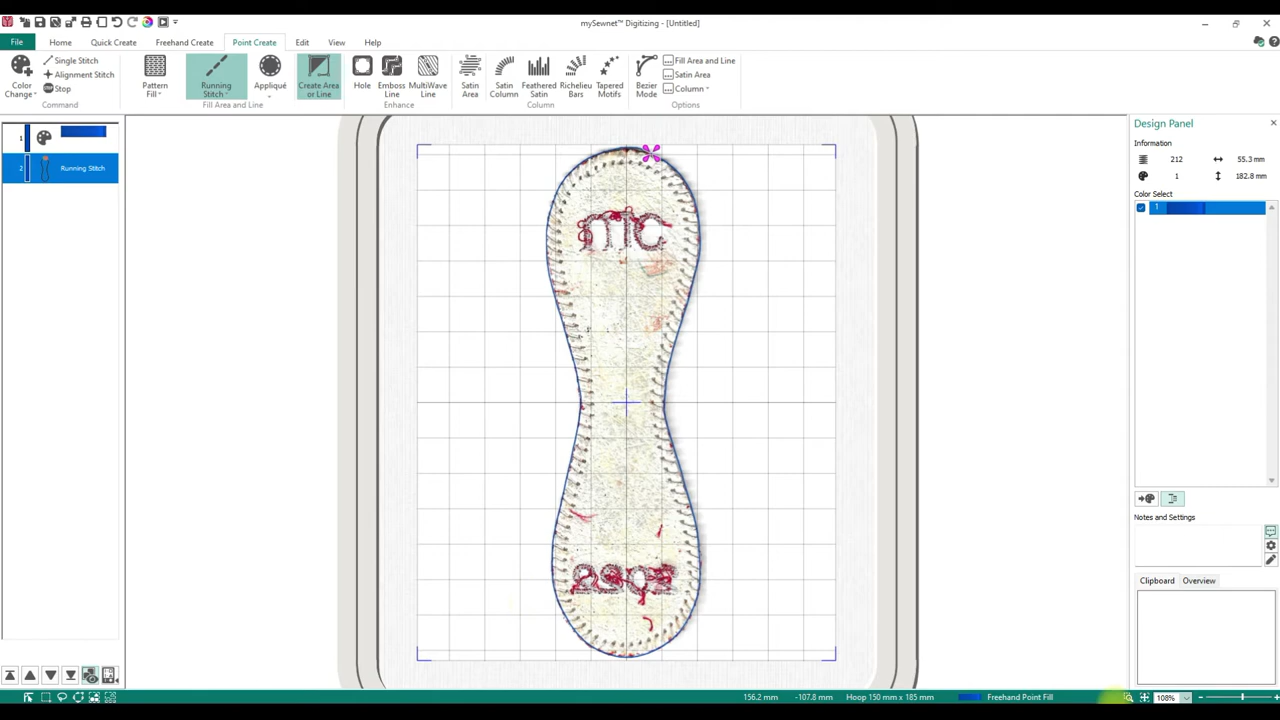 mySewnet™ Digitizing - [Untitled]
File Home Quick Create Freehand Create Point Create Edit View Help
Color Change
Single Stitch
Alignment Stitch
Stop
Command
Pattern Fill
Running Stitch
Appliqué
Create Area or Line
Fill Area and Line
Hole
Emboss Line
MultiWave Line
Enhance
Satin Area
Satin Column
Feathered Satin
Richelieu Bars
Tapered Motifs
Column
Bezier Mode
Fill Area and Line
Satin Area
Column
Options
1
2 Running Stitch
Design Panel
Information
212 55.3 mm
1 182.8 mm
Color Select
1
Notes and Settings
Clipboard Overview
156.2 mm -107.8 mm Hoop 150 mm x 185 mm Freehand Point Fill 108%